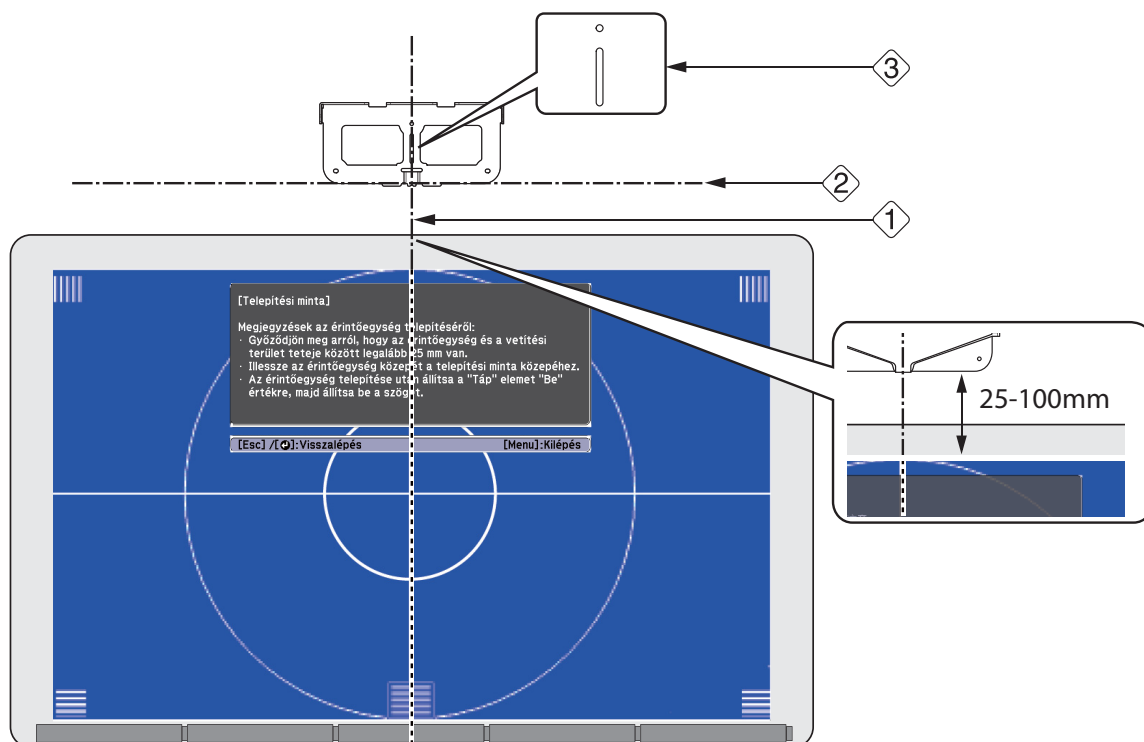 3
2
1
[Telepítési minta]
Megjegyzések az érintőegység telepítéséről:
· Győződjön meg arról, hogy az érintőegység és a vetítési
terület teteje között legalább 25 mm van.
· Illessze az érintőegység közepét a telepítési minta közepéhez.
· Az érintőegység telepítése után állítsa a "Táp" elemet "Be"
értékre, majd állítsa be a szöget.
[Esc] /[⏎]:Visszalépés [Menu]:Kilépés
25-100mm